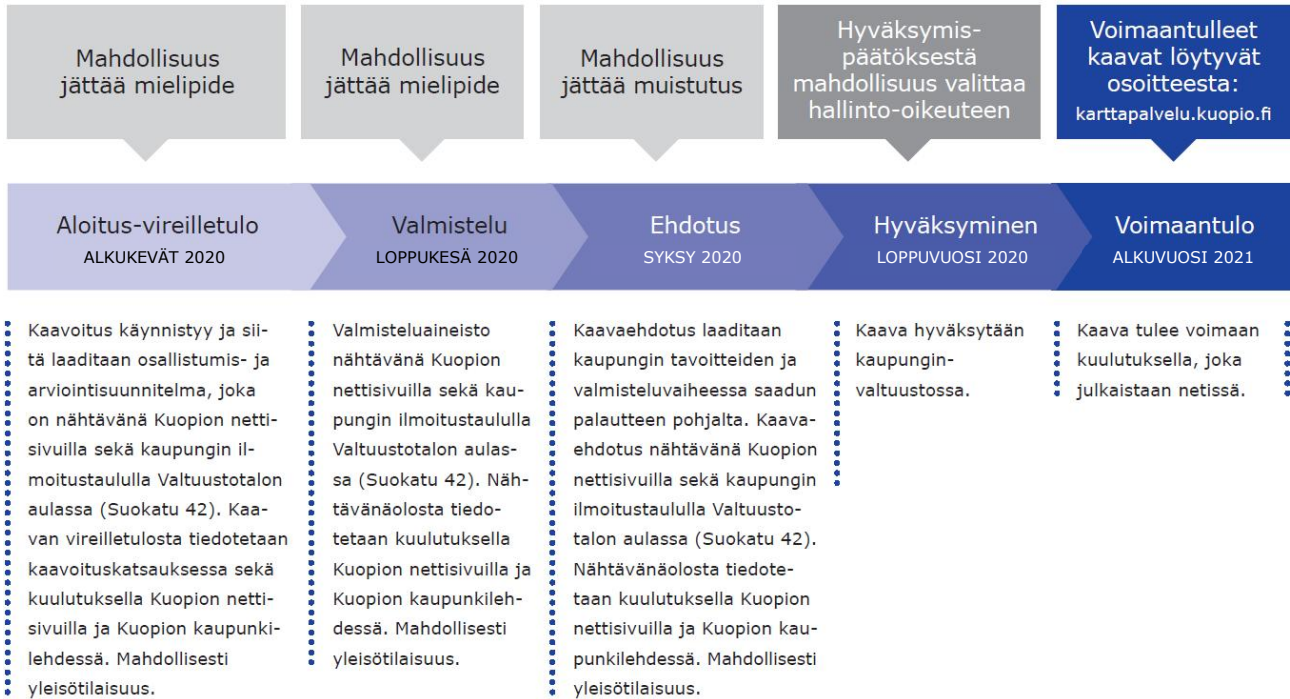 Mahdollisuus
jättää mielipide
Mahdollisuus
jättää mielipide
Mahdollisuus
jättää muistutus
Hyväksymis-
päätöksestä
mahdollisuus valittaa
hallinto-oikeuteen
Voimaantulleet
kaavat löytyvät
osoitteesta:
karttapalvelu.kuopio.fi
Aloitus-vireilletulo
ALKUKEVÄT 2020
Valmistelu
LOPPUKESÄ 2020
Ehdotus
SYKSY 2020
Hyväksyminen
LOPPUVUOSI 2020
Voimaantulo
ALKUVUOSI 2021
Kaavoitus käynnistyy ja sii-
tä laaditaan osallistumis- ja
arviointisuunnitelma, joka
on nähtävänä Kuopion netti-
sivuilla sekä kaupungin il-
moitustaululla Valtuustotalon
aulassa (Suokatu 42). Kaa-
van vireilletulosta tiedotetaan
kaavoituskatsauksessa sekä
kuulutuksella Kuopion netti-
sivuilla ja Kuopion kaupunki-
lehdessä. Mahdollisesti
yleisötilaisuus.
Valmisteluaineisto
nähtävänä Kuopion
nettisivuilla sekä kau-
pungin ilmoitustaululla
Valtuustotalon aulas-
sa (Suokatu 42). Näh-
tävänäolosta tiedo-
tetaan kuulutuksella
Kuopion nettisivuilla ja
Kuopion kaupunkileh-
dessä. Mahdollisesti
yleisötilaisuus.
Kaavaehdotus laaditaan
kaupungin tavoitteiden ja
valmisteluvaiheessa saadun
palautteen pohjalta. Kaava-
ehdotus nähtävänä Kuopion
nettisivuilla sekä kaupungin
ilmoitustaululla Valtuusto-
talon aulassa (Suokatu 42).
Nähtävänäolosta tiedote-
taan kuulutuksella Kuopion
nettisivuilla ja Kuopion kau-
punkilehdessä. Mahdollisesti
yleisötilaisuus.
Kaava hyväksytään
kaupungin-
valtuustossa.
Kaava tulee voimaan
kuulutuksella, joka
julkaistaan netissä.